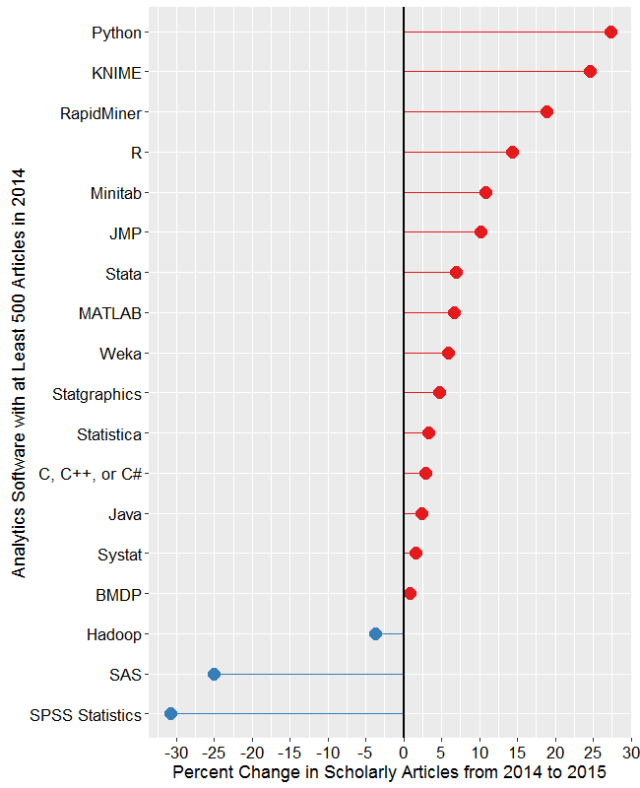 Analytics Software with at Least 500 Articles in 2014
Python
KNIME
RapidMiner
R
Minitab
JMP
Stata
MATLAB
Weka
Statgraphics
Statistica
C, C++, or C#
Java
Systat
BMDP
Hadoop
SAS
SPSS Statistics
-30 -25 -20 -15 -10 -5 0 5 10 15 20 25 30
Percent Change in Scholarly Articles from 2014 to 2015